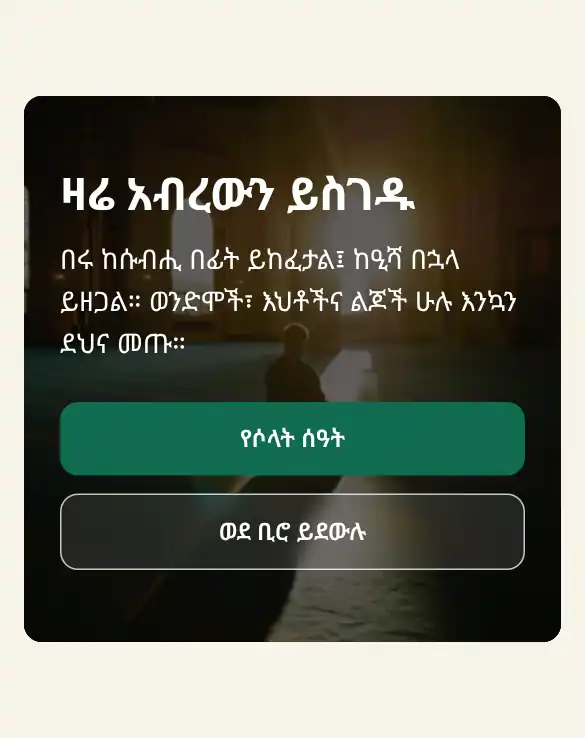 ዛሬ አብረውን ይስገዱ
በሩ ከሱብሒ በፊት ይከፈታል፤ ከዒሻ በኋላ
ይዘጋል። ወንድሞች፣ እህቶችና ልጆች ሁሉ እንኳን
ደህና መጡ።
የሶላት ሰዓት
ወደ ቢሮ ይደውሉ